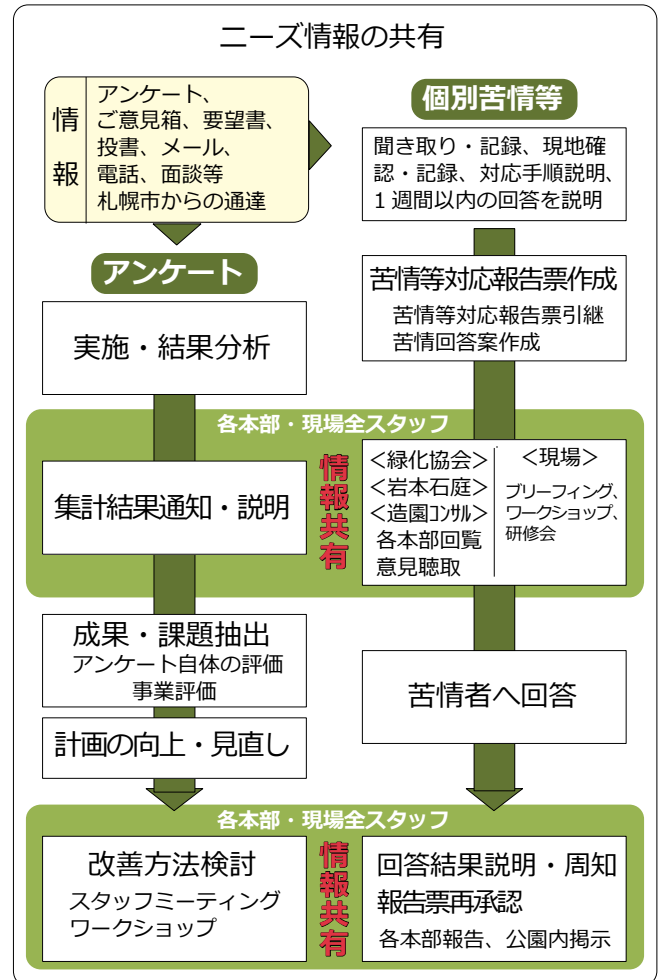 ニーズ情報の共有
情報
アンケート、
ご意見箱、要望書、
投書、メール、
電話、面談等
札幌市からの通達
アンケート
実施・結果分析
個別苦情等
聞き取り・記録、現地確
認・記録、対応手順説明、
1週間以内の回答を説明
苦情等対応報告票作成
苦情等対応報告票引継
苦情回答案作成
各本部・現場全スタッフ
集計結果通知・説明
情報共有
<緑化協会>
<岩本石庭>
<造園ｺﾝｻﾙ>
各本部回覧
意見聴取
<現場>
ブリーフィング、
ワークショップ、
研修会
成果・課題抽出
アンケート自体の評価
事業評価
計画の向上・見直し
苦情者へ回答
各本部・現場全スタッフ
改善方法検討
スタッフミーティング
ワークショップ
情報共有
回答結果説明・周知
報告票再承認
各本部報告、公園内掲示